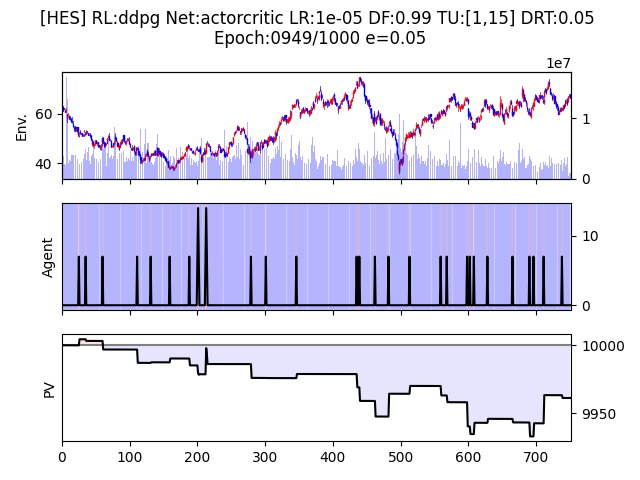 [HES] RL:ddpg Net:actorcritic LR:1e-05 DF:0.99 TU:[1,15] DRT:0.05
Epoch:0949/1000 e=0.05
1e7
Env.
60
40
1
0
Agent
10
0
PV
10000
9950
0 100 200 300 400 500 600 700